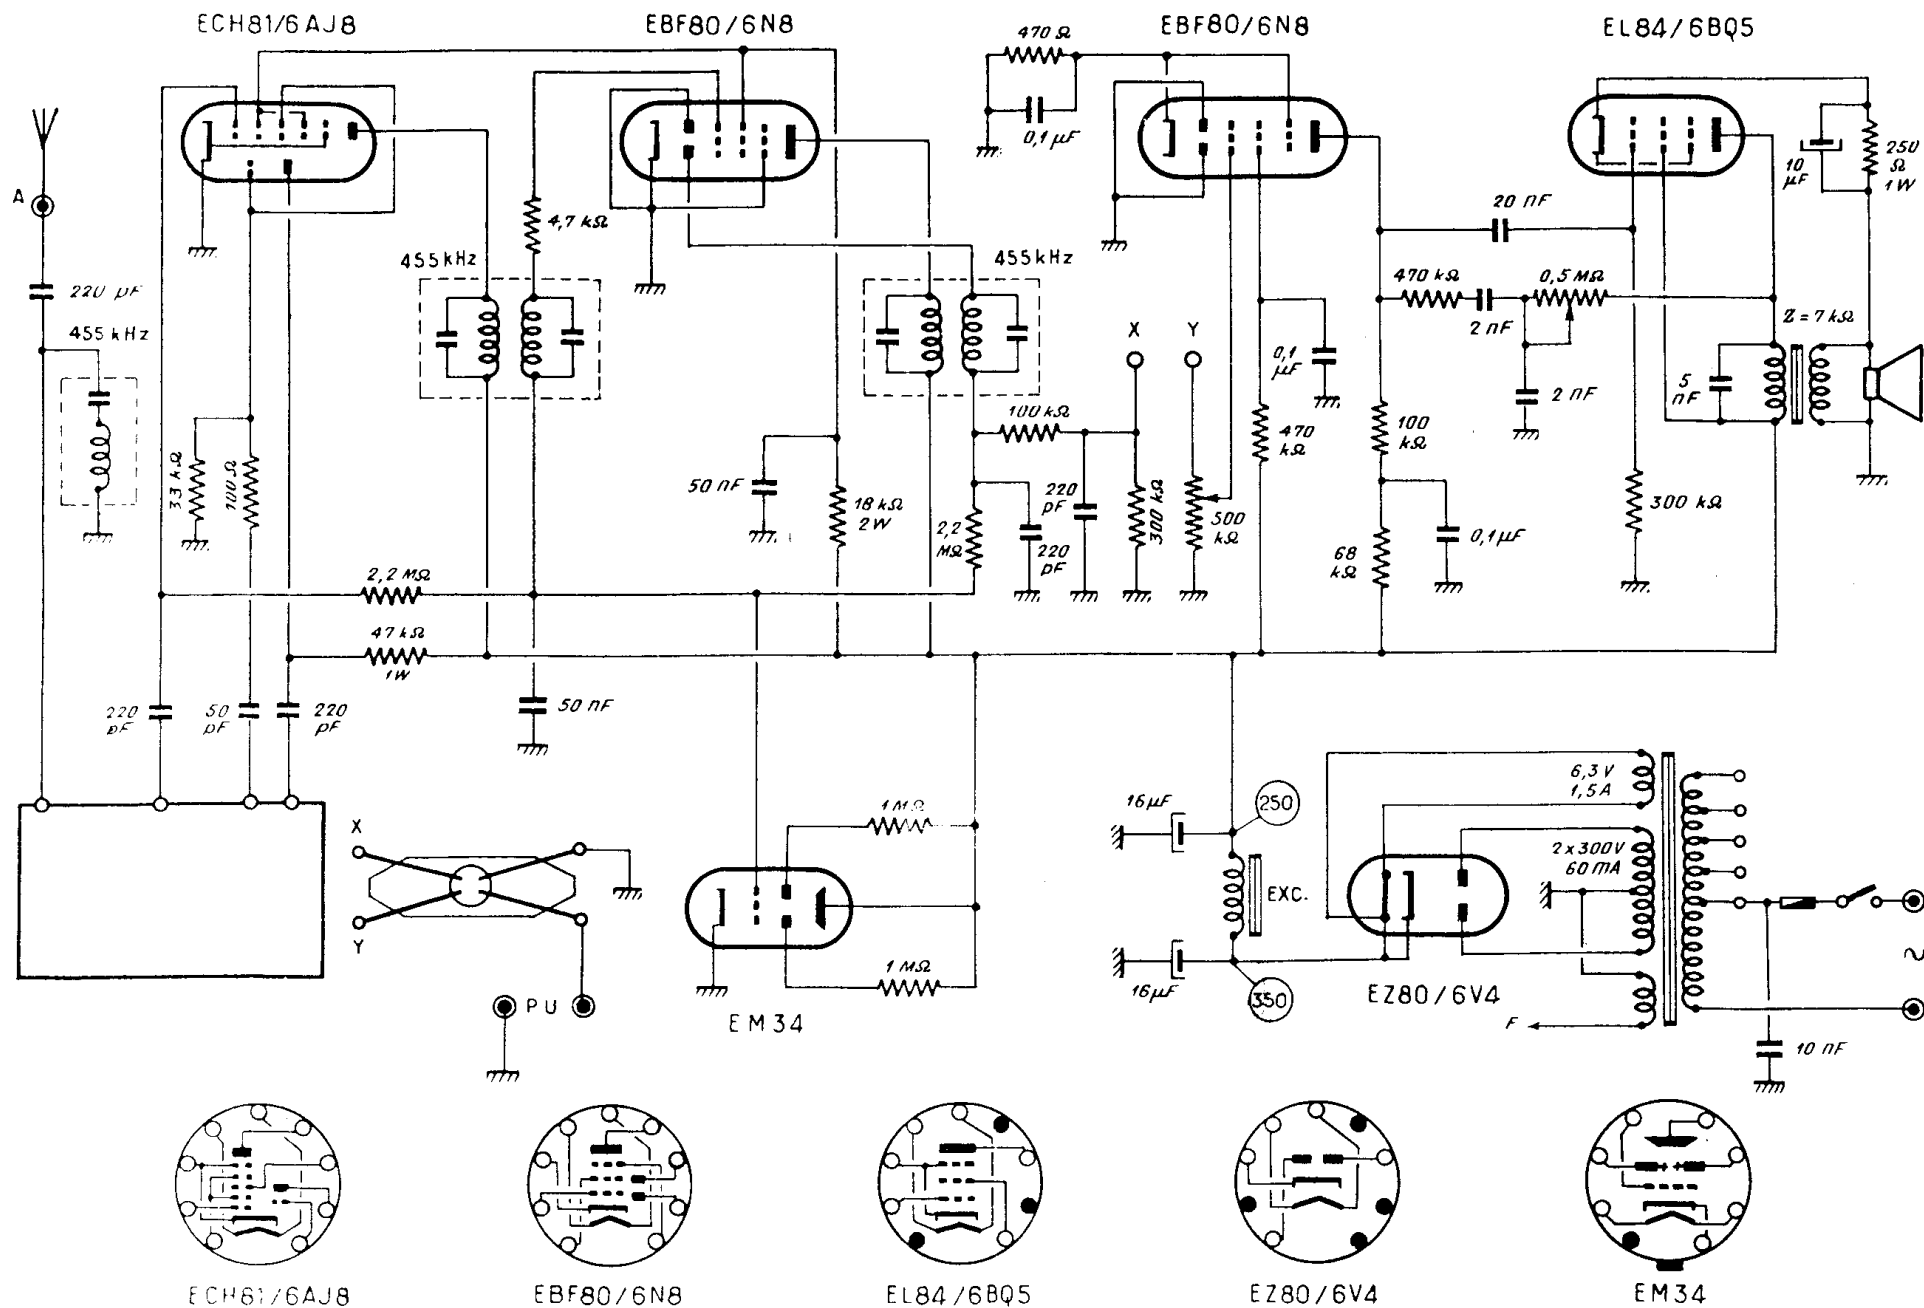 ECH81/6AJ8
EBF80/6N8
EBF80/6N8
EL84/6BQ5
470 Ω
0,1 µF
A
250
Ω
1W
10
µF
4,7 kΩ
20 nF
455 kHz
455 kHz
220 pF
470 kΩ
0,5 MΩ
2 nF
Z = 7 kΩ
455 kHz
X
Y
0,1
µF
5
nF
2 nF
100 kΩ
470
kΩ
100
kΩ
33 kΩ
100 Ω
50 nF
18 kΩ
2W
2,2
MΩ
220
pF
220
pF
300 kΩ
500
kΩ
300 kΩ
68
kΩ
0,1 µF
2,2 MΩ
47 kΩ
1W
220
pF
50
pF
220
pF
50 nF
6,3 V
1,5 A
16 µF
250
1 MΩ
X
Y
2 x 300V
60 mA
EXC.
1 MΩ
16 µF
350
EZ80/6V4
PU
EM34
F
~
10 nF
ECH81/6AJ8
EBF80/6N8
EL84/6BQ5
EZ80/6V4
EM34